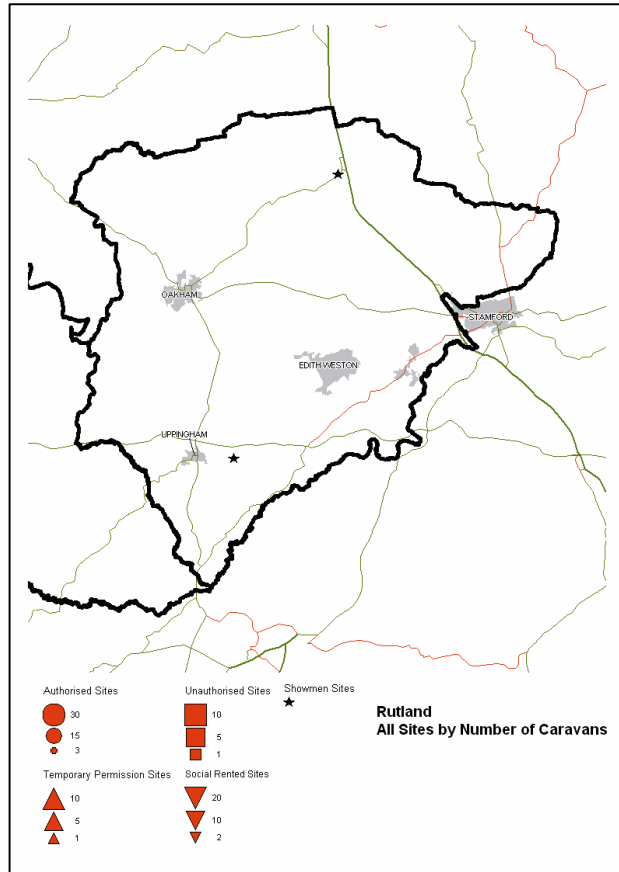 OAKHAM
STAMFORD
EDITH WESTON
UPPINGHAM
Authorised Sites
30
15
3
Unauthorised Sites
10
5
1
Showmen Sites
Temporary Permission Sites
10
5
1
Social Rented Sites
20
10
2
Rutland
All Sites by Number of Caravans